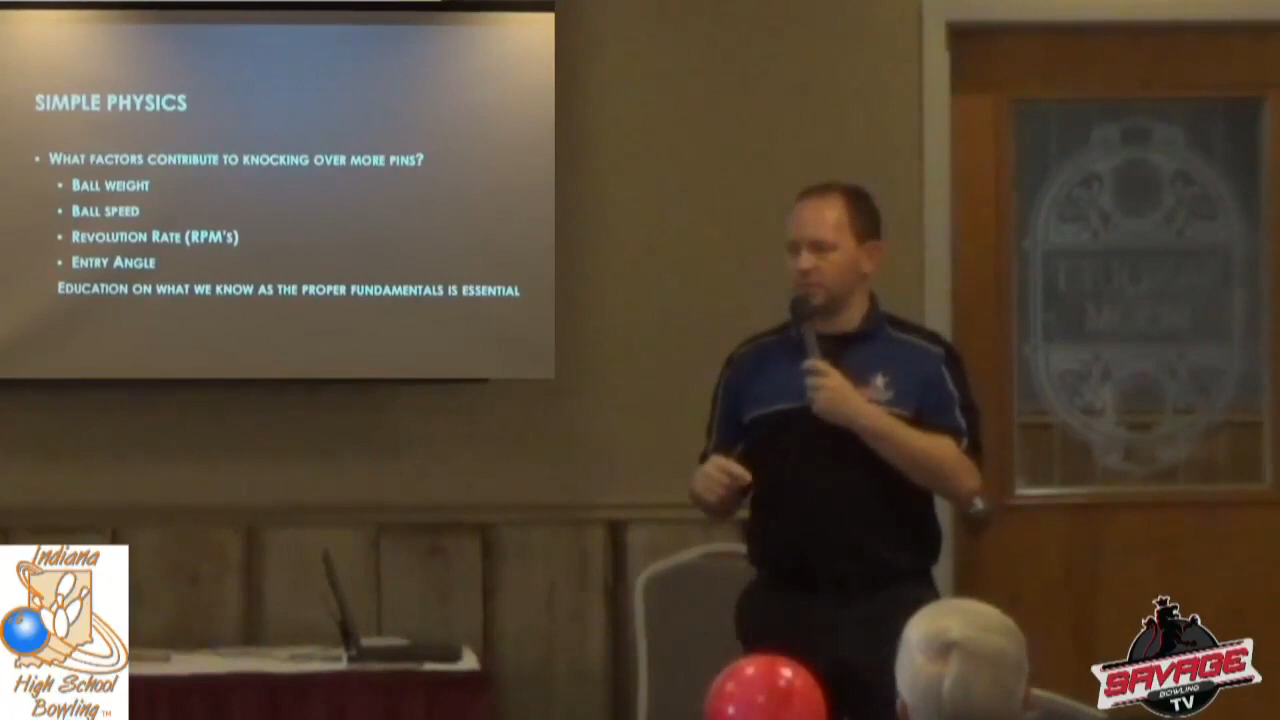 SIMPLE PHYSICS
• WHAT FACTORS CONTRIBUTE TO KNOCKING OVER MORE PINS?
• BALL WEIGHT
• BALL SPEED
• REVOLUTION RATE (RPM'S)
• ENTRY ANGLE
EDUCATION ON WHAT WE KNOW AS THE PROPER FUNDAMENTALS IS ESSENTIAL
Indiana
High School
Bowling™
SAVAGE
BOWLING
TV